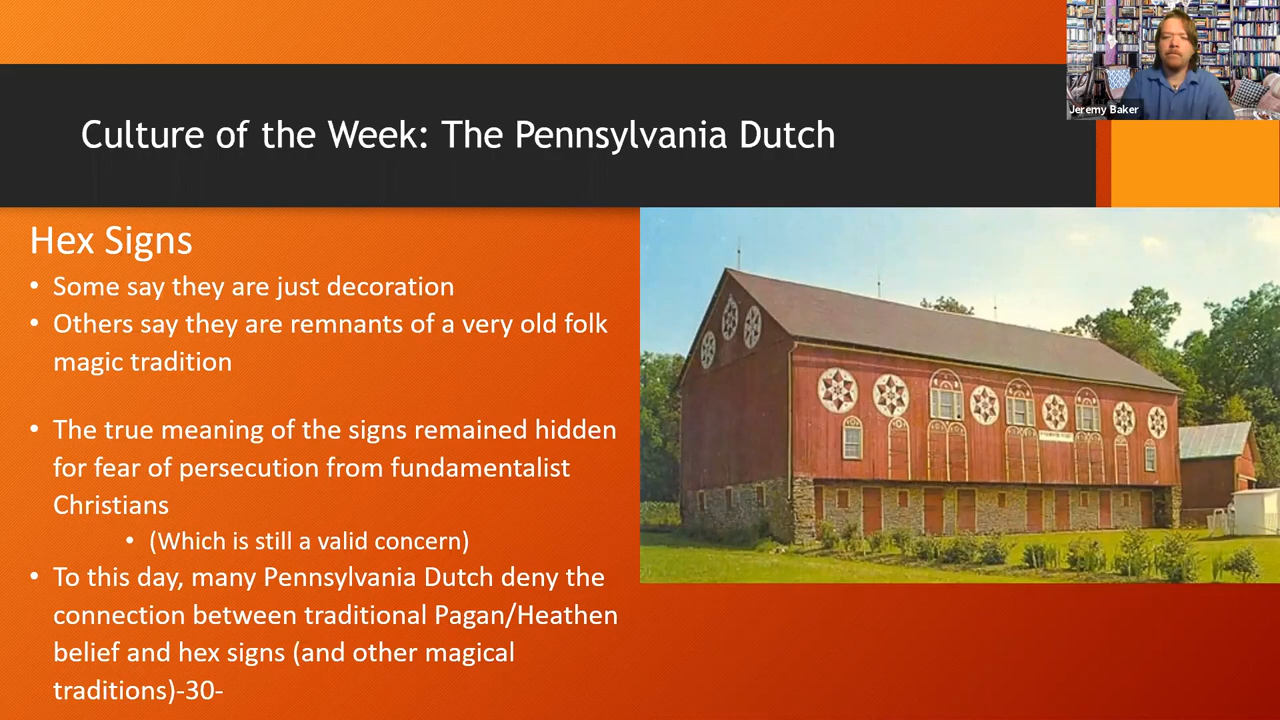 Jeremy Baker
Culture of the Week: The Pennsylvania Dutch
Hex Signs
• Some say they are just decoration
• Others say they are remnants of a very old folk
magic tradition
• The true meaning of the signs remained hidden
for fear of persecution from fundamentalist
Christians
• (Which is still a valid concern)
• To this day, many Pennsylvania Dutch deny the
connection between traditional Pagan/Heathen
belief and hex signs (and other magical
traditions)-30-